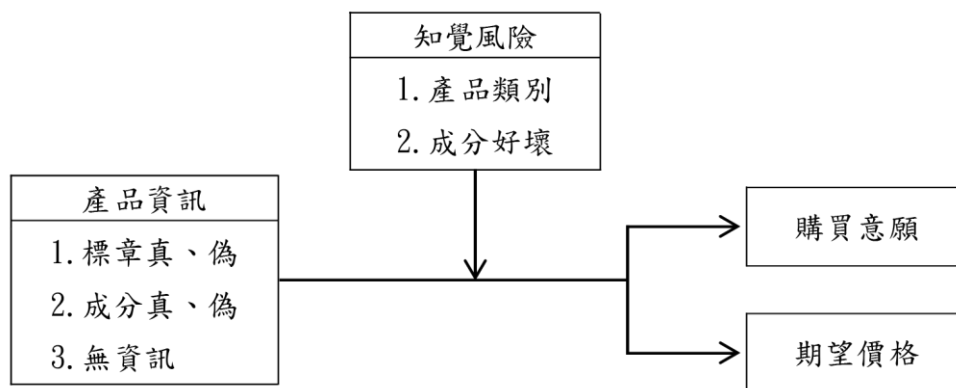 知覺風險
1.產品類別
2.成分好壞
產品資訊
1.標章真、偽
2.成分真、偽
3.無資訊
購買意願
期望價格